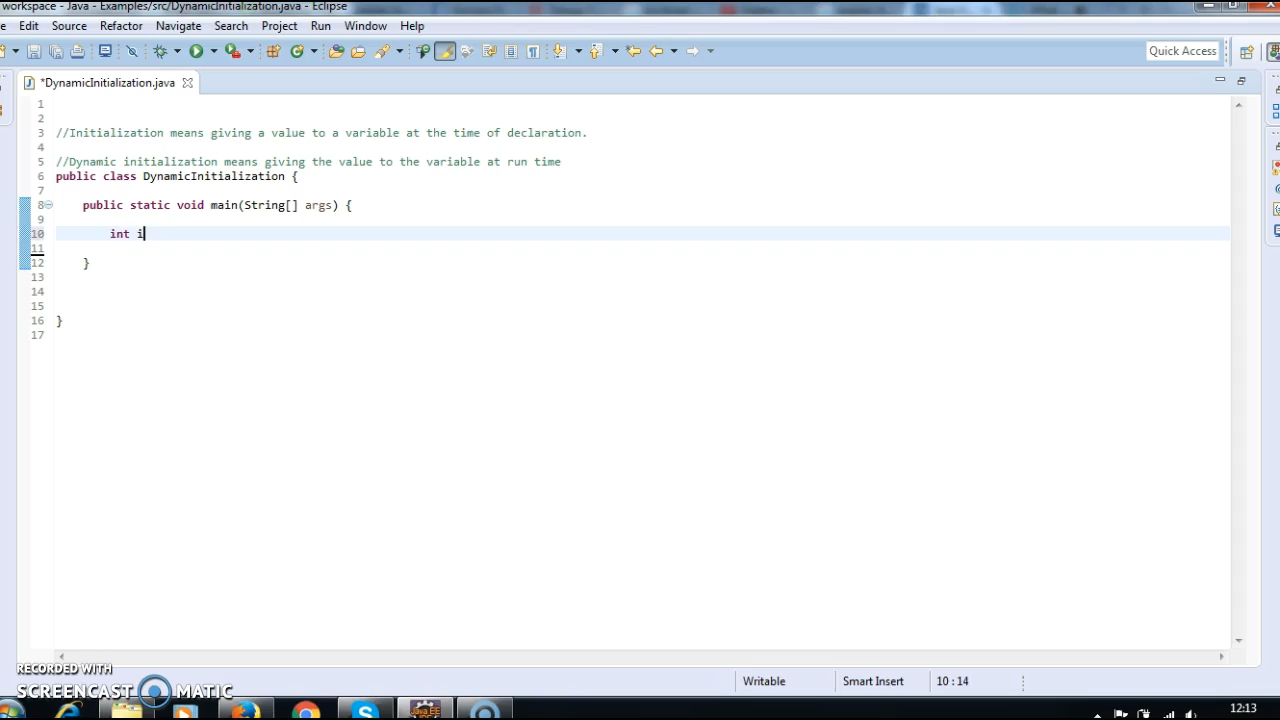 workspace - Java - Examples/src/DynamicInitialization.java - Eclipse
Edit Source Refactor Navigate Search Project Run Window Help
Quick Access
*DynamicInitialization.java
1
2
3 //Initialization means giving a value to a variable at the time of declaration.
4
5 //Dynamic initialization means giving the value to the variable at run time
6 public class DynamicInitialization {
7
8 public static void main(String[] args) {
9
10 int i
11
12 }
13
14
15
16 }
17
RECORDED WITH
SCREENCAST MATIC
Writable Smart Insert 10 : 14
12:13